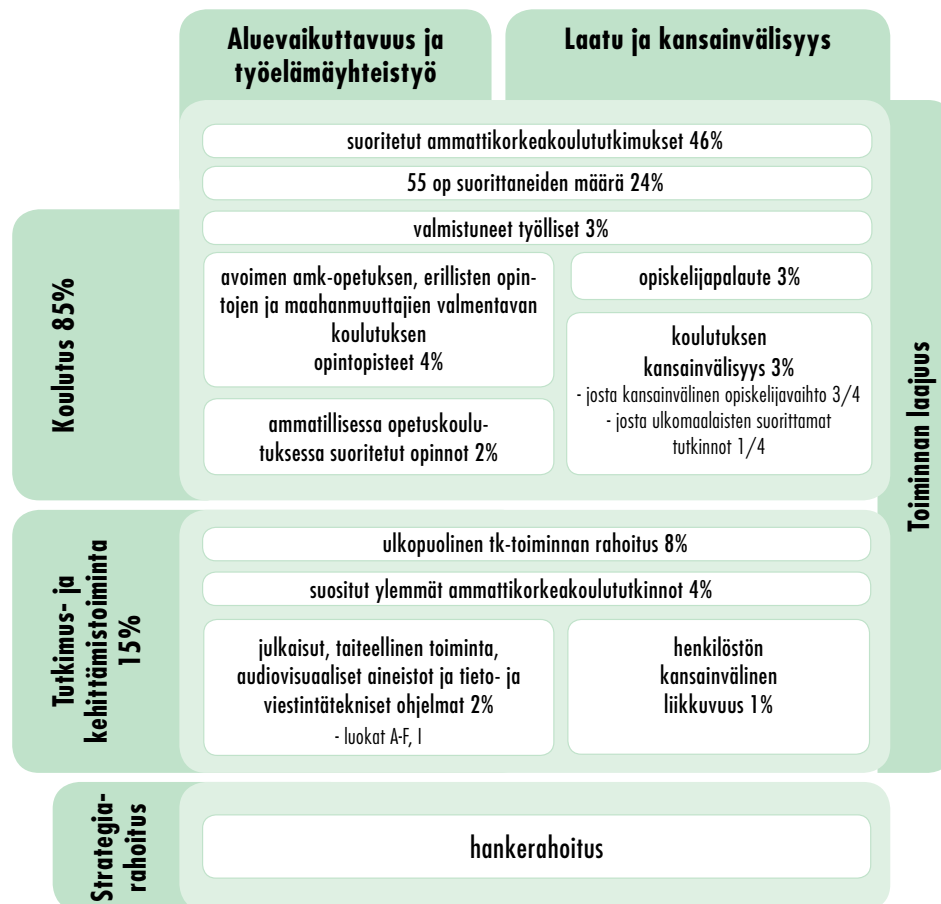 Aluevaikuttavuus ja
työelämäyhteistyö
Laatu ja kansainvälisyys
Koulutus 85%
suoritetut ammattikorkeakoulututkimukset 46%
55 op suorittaneiden määrä 24%
valmistuneet työlliset 3%
avoimen amk-opetuksen, erillisten opin-
tojen ja maahanmuuttajien valmentavan
koulutuksen
opintopisteet 4%
ammatillisessa opetuskoulu-
tuksessa suoritetut opinnot 2%
opiskelijapalaute 3%
koulutuksen
kansainvälisyys 3%
- josta kansainvälinen opiskelijavaihto 3/4
- josta ulkomaalaisten suorittamat
tutkinnot 1/4
Toiminnan laajuus
Tutkimus- ja
kehittämistoiminta
15%
ulkopuolinen tk-toiminnan rahoitus 8%
suositut ylemmät ammattikorkeakoulututkinnot 4%
julkaisut, taiteellinen toiminta,
audiovisuaaliset aineistot ja tieto- ja
viestintätekniset ohjelmat 2%
- luokat A-F, I
henkilöstön
kansainvälinen
liikkuvuus 1%
Strategia-
rahoitus
hankerahoitus